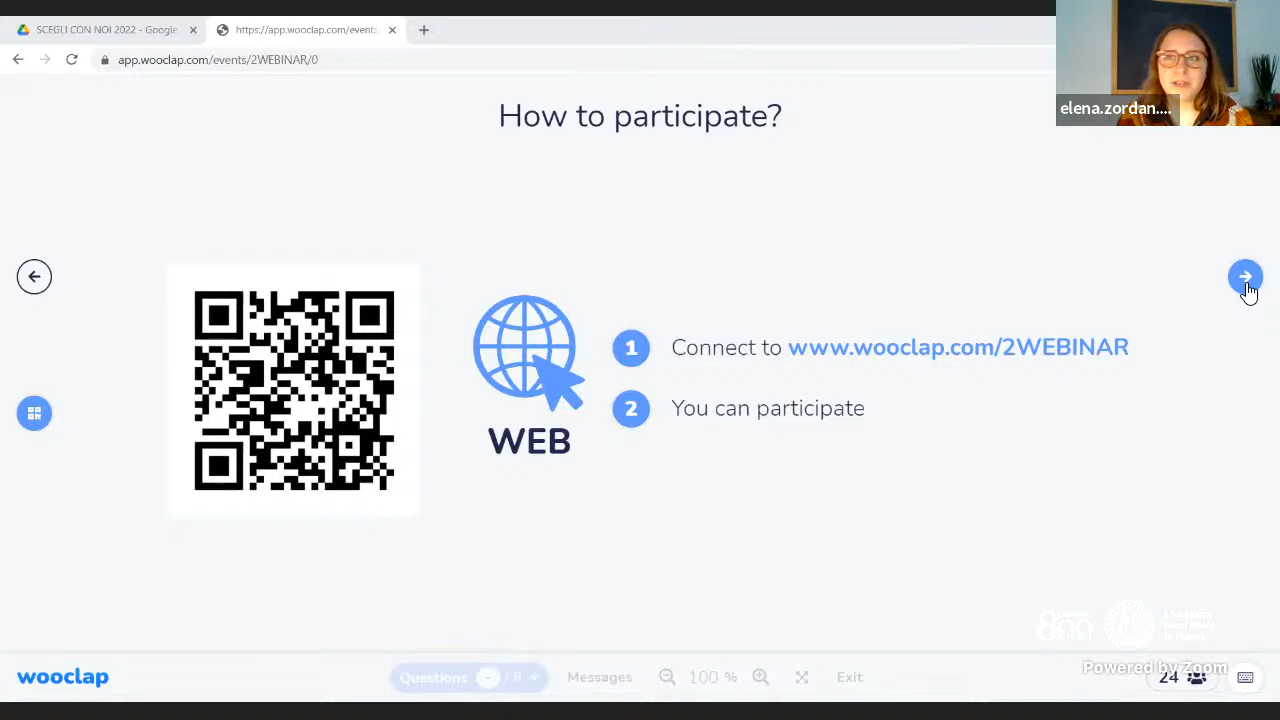 SCEGLI CON NOI 2022 - Google
https://app.wooclap.com/events
app.wooclap.com/events/2WEBINAR/0
elena.zordan....
How to participate?
1 Connect to www.wooclap.com/2WEBINAR
2 You can participate
WEB
800
Powered by Zoom
wooclap
Questions - / 8
Messages
100 %
Exit
24